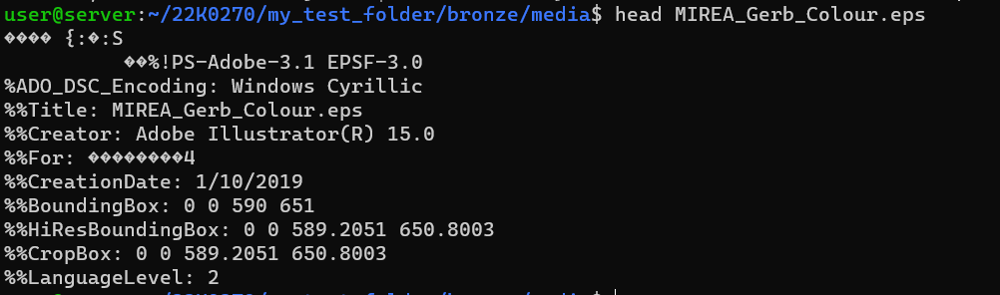 user@server:~/22K0270/my_test_folder/bronze/media$ head MIREA_Gerb_Colour.eps
���� {:�:S
��%!PS-Adobe-3.1 EPSF-3.0
%ADO_DSC_Encoding: Windows Cyrillic
%%Title: MIREA_Gerb_Colour.eps
%%Creator: Adobe Illustrator(R) 15.0
%%For: ��������4
%%CreationDate: 1/10/2019
%%BoundingBox: 0 0 590 651
%%HiResBoundingBox: 0 0 589.2051 650.8003
%%CropBox: 0 0 589.2051 650.8003
%%LanguageLevel: 2